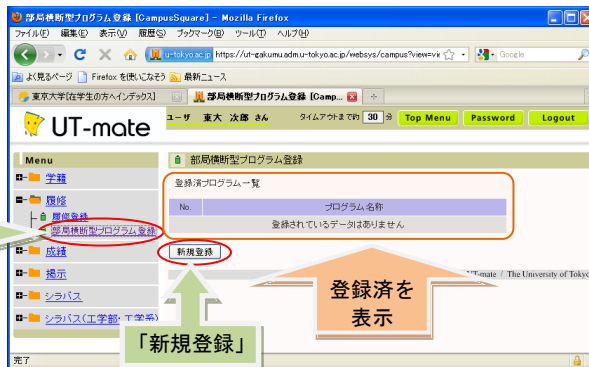 部局横断型プログラム登録 [CampusSquare] - Mozilla Firefox
ファイル(F) 編集(E) 表示(V) 履歴(S) ブックマーク(B) ツール(T) ヘルプ(H)
u-tokyo.ac.jp https://ut-gakumu.adm.u-tokyo.ac.jp/websys/campus?view=vie Google
よく見るページ Firefox を使いこなそう 最新ニュース
東京大学[在学生の方へインデックス] 部局横断型プログラム登録 [Camp...
UT-mate
ユーザ 東大 次郎 さん タイムアウトまで約 30 分 Top Menu Password Logout
Menu
部局横断型プログラム登録
学籍
登録済プログラム一覧
履修
No. プログラム名称
履修登録
登録されているデータはありません
部局横断型プログラム登録
成績
新規登録
掲示
UT-mate / The University of Tokyo
シラバス
登録済を
表示
シラバス(工学部・工学系)
「新規登録」
完了